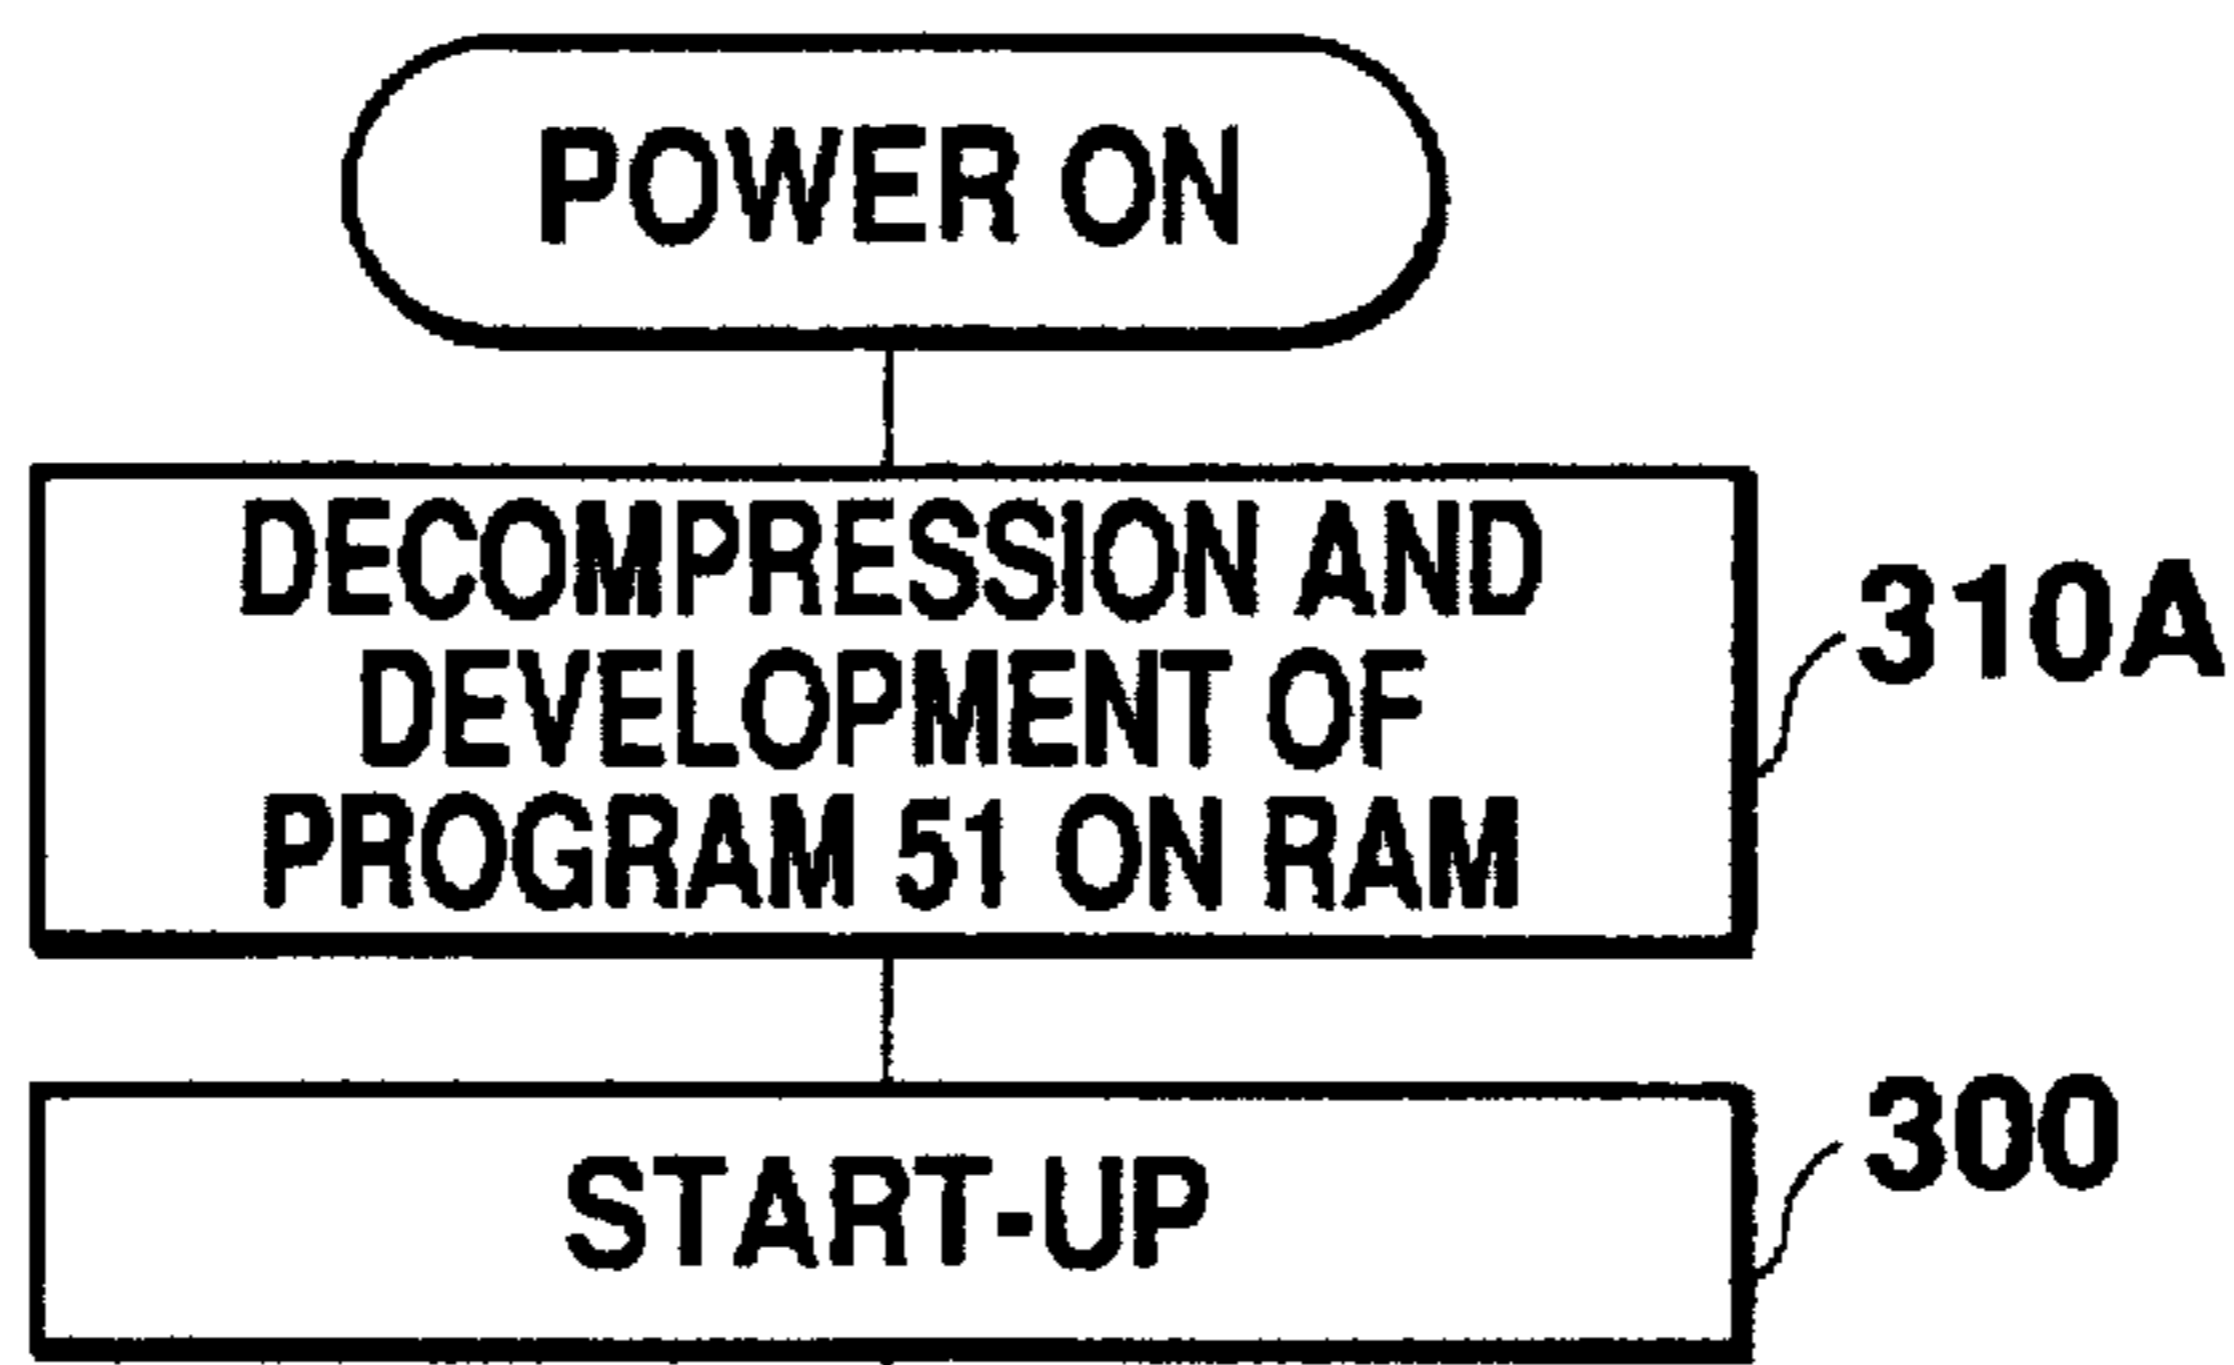 POWER ON
DECOMPRESSION AND
DEVELOPMENT OF
PROGRAM 51 ON RAM
310A
START-UP
300